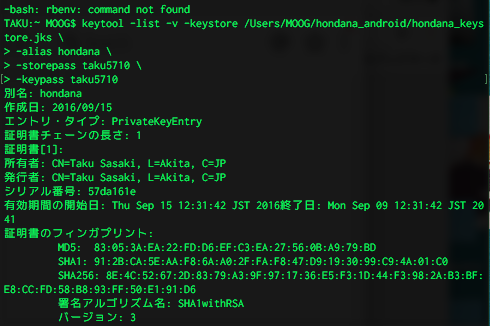 -bash: rbenv: command not found
TAKU:~ MOOG$ keytool -list -v -keystore /Users/MOOG/hondana_android/hondana_keys
tore.jks \
> -alias hondana \
> -storepass taku5710 \
> -keypass taku5710
別名: hondana
作成日: 2016/09/15
エントリ・タイプ: PrivateKeyEntry
証明書チェーンの長さ: 1
証明書[1]:
所有者: CN=Taku Sasaki, L=Akita, C=JP
発行者: CN=Taku Sasaki, L=Akita, C=JP
シリアル番号: 57da161e
有効期間の開始日: Thu Sep 15 12:31:42 JST 2016終了日: Mon Sep 09 12:31:42 JST 20
41
証明書のフィンガプリント:
MD5:  83:05:3A:EA:22:FD:D6:EF:C3:EA:27:56:0B:A9:79:BD
SHA1: 91:2B:CA:5E:AA:F8:6A:A0:2F:FA:F8:47:D9:19:30:99:C9:4A:01:C0
SHA256: 8E:4C:52:67:2D:83:79:A3:9F:97:17:36:E5:F3:1D:44:F3:98:2A:B3:BF:
E8:CC:FD:58:B8:93:FF:50:E1:91:D6
署名アルゴリズム名: SHA1withRSA
バージョン: 3